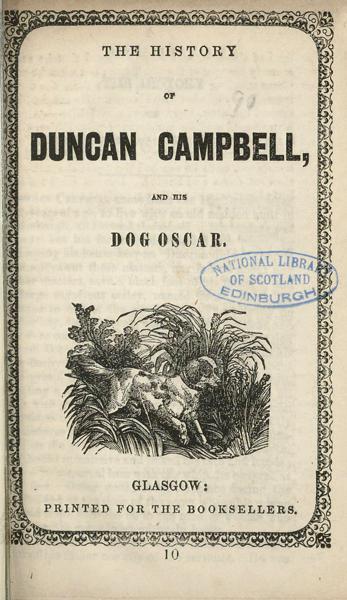 THE HISTORY
OF
DUNCAN CAMPBELL,
AND HIS
DOG OSCAR.
NATIONAL LIBRARY
OF SCOTLAND
EDINBURGH
GLASGOW:
PRINTED FOR THE BOOKSELLERS.
10